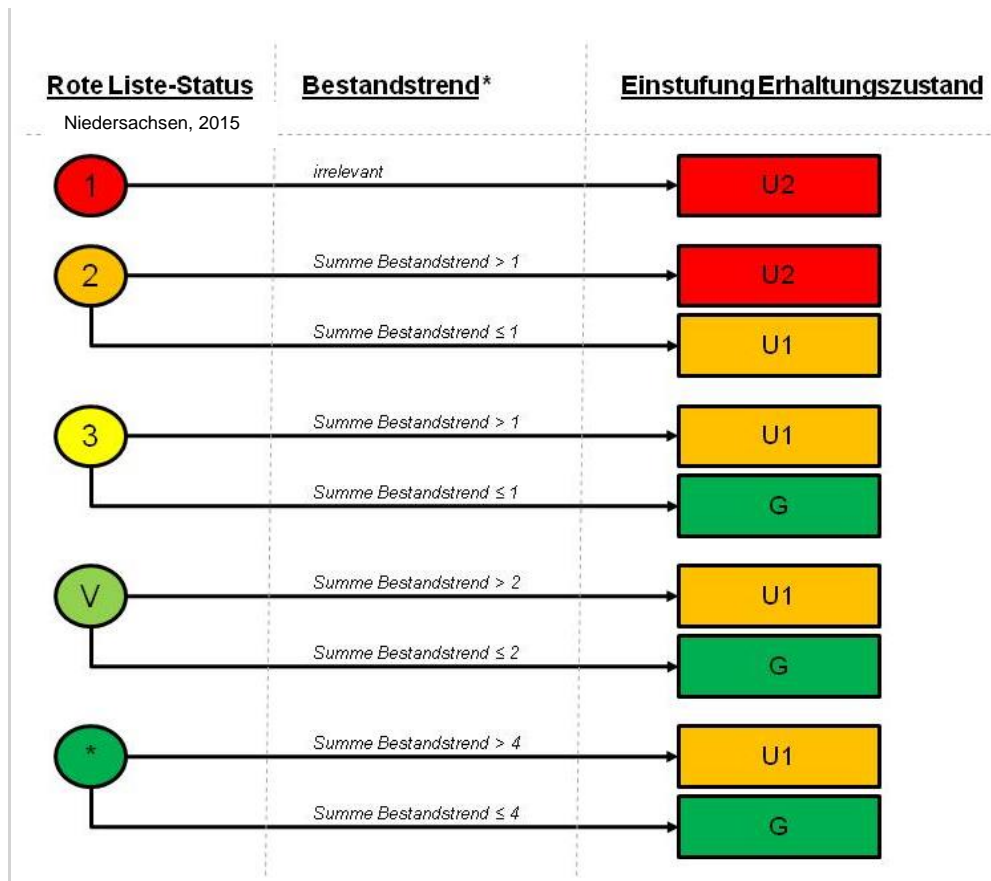 Rote Liste-Status Bestandstrend* Einstufung Erhaltungszustand
Niedersachsen, 2015
1 irrelevant U2
2 Summe Bestandstrend > 1 U2
Summe Bestandstrend ≤ 1 U1
3 Summe Bestandstrend > 1 U1
Summe Bestandstrend ≤ 1 G
V Summe Bestandstrend > 2 U1
Summe Bestandstrend ≤ 2 G
* Summe Bestandstrend > 4 U1
Summe Bestandstrend ≤ 4 G